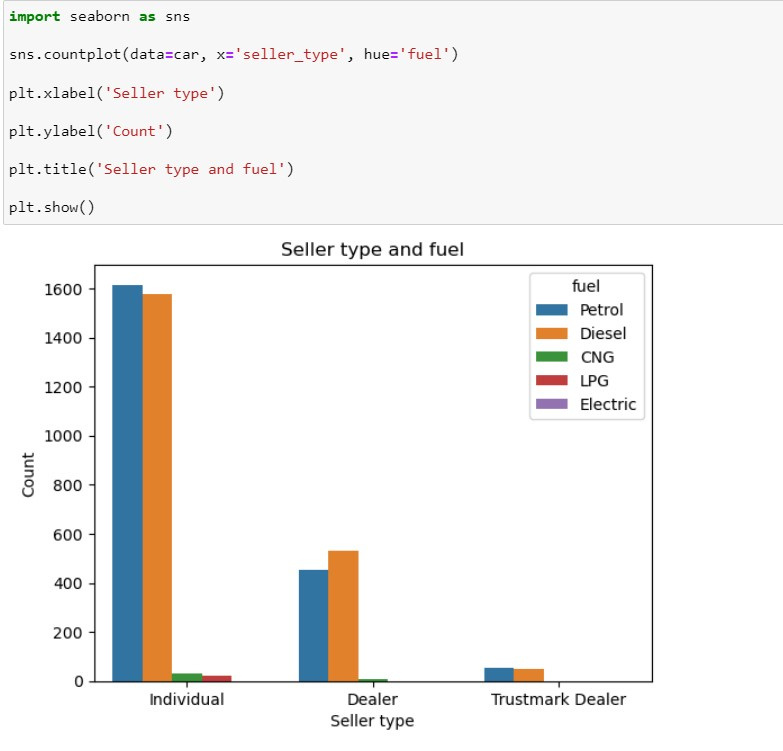 import seaborn as sns
sns.countplot(data=car, x='seller_type', hue='fuel')
plt.xlabel('Seller type')
plt.ylabel('Count')
plt.title('Seller type and fuel')
plt.show()
Seller type and fuel
fuel
Petrol
Diesel
CNG
LPG
Electric
1600
1400
1200
1000
800
600
400
200
0
Count
Individual Dealer Trustmark Dealer
Seller type